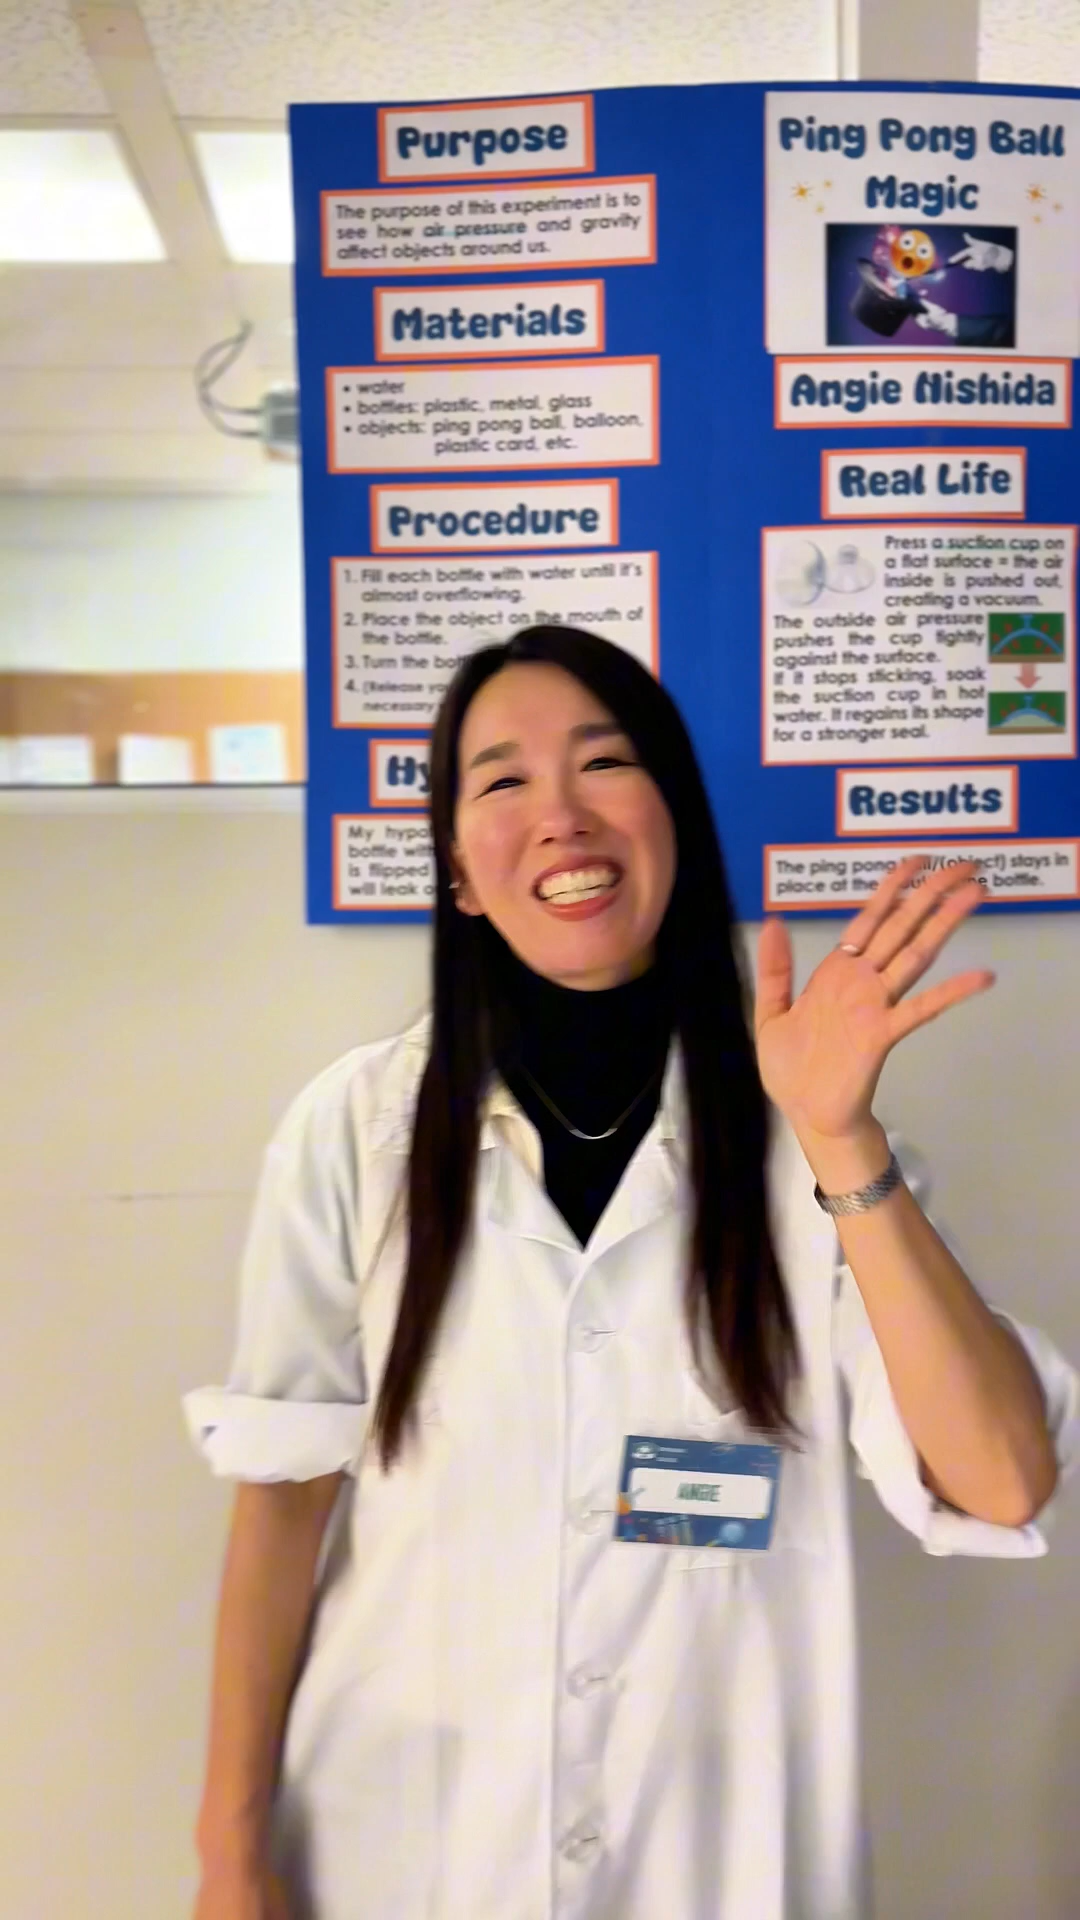 Purpose
The purpose of this experiment is to
see how air pressure and gravity
affect objects around us.
Materials
• water
• bottles: plastic, metal, glass
• objects: ping pong ball, balloon,
plastic card, etc.
Procedure
1. Fill each bottle with water until it's
almost overflowing.
2. Place the object on the mouth of
the bottle.
3. Turn the
4. (Release
necessary
My
bottle
is flipped
will leak
Ping Pong Ball
Magic
Angie Nishida
Real Life
Press a suction cup on
a flat surface = the air
inside is pushed out,
creating a vacuum.
The outside air pressure
pushes the cup tightly
against the surface.
If it stops sticking, soak
the suction cup in hot
water. It regains its shape
for a stronger seal.
Results
The ping pong stays in
place at the bottle.
ANGIE